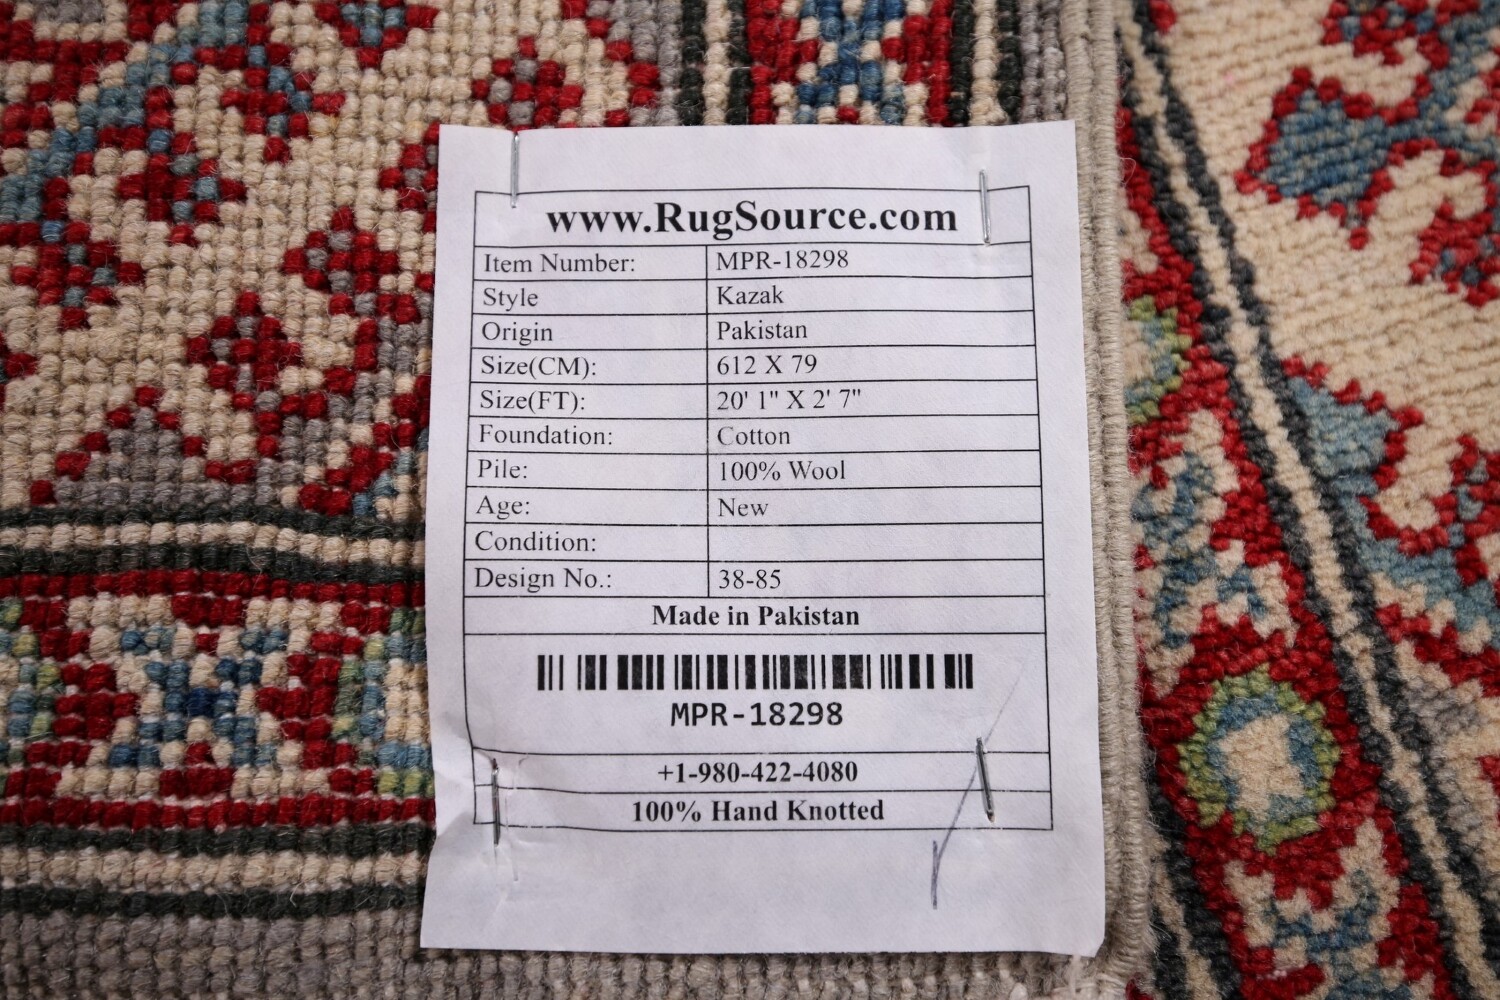 www.RugSource.com
Item Number: MPR-18298
Style Kazak
Origin Pakistan
Size(CM): 612 X 79
Size(FT): 20' 1" X 2' 7"
Foundation: Cotton
Pile: 100% Wool
Age: New
Condition:
Design No.: 38-85
Made in Pakistan
MPR-18298
+1-980-422-4080
100% Hand Knotted